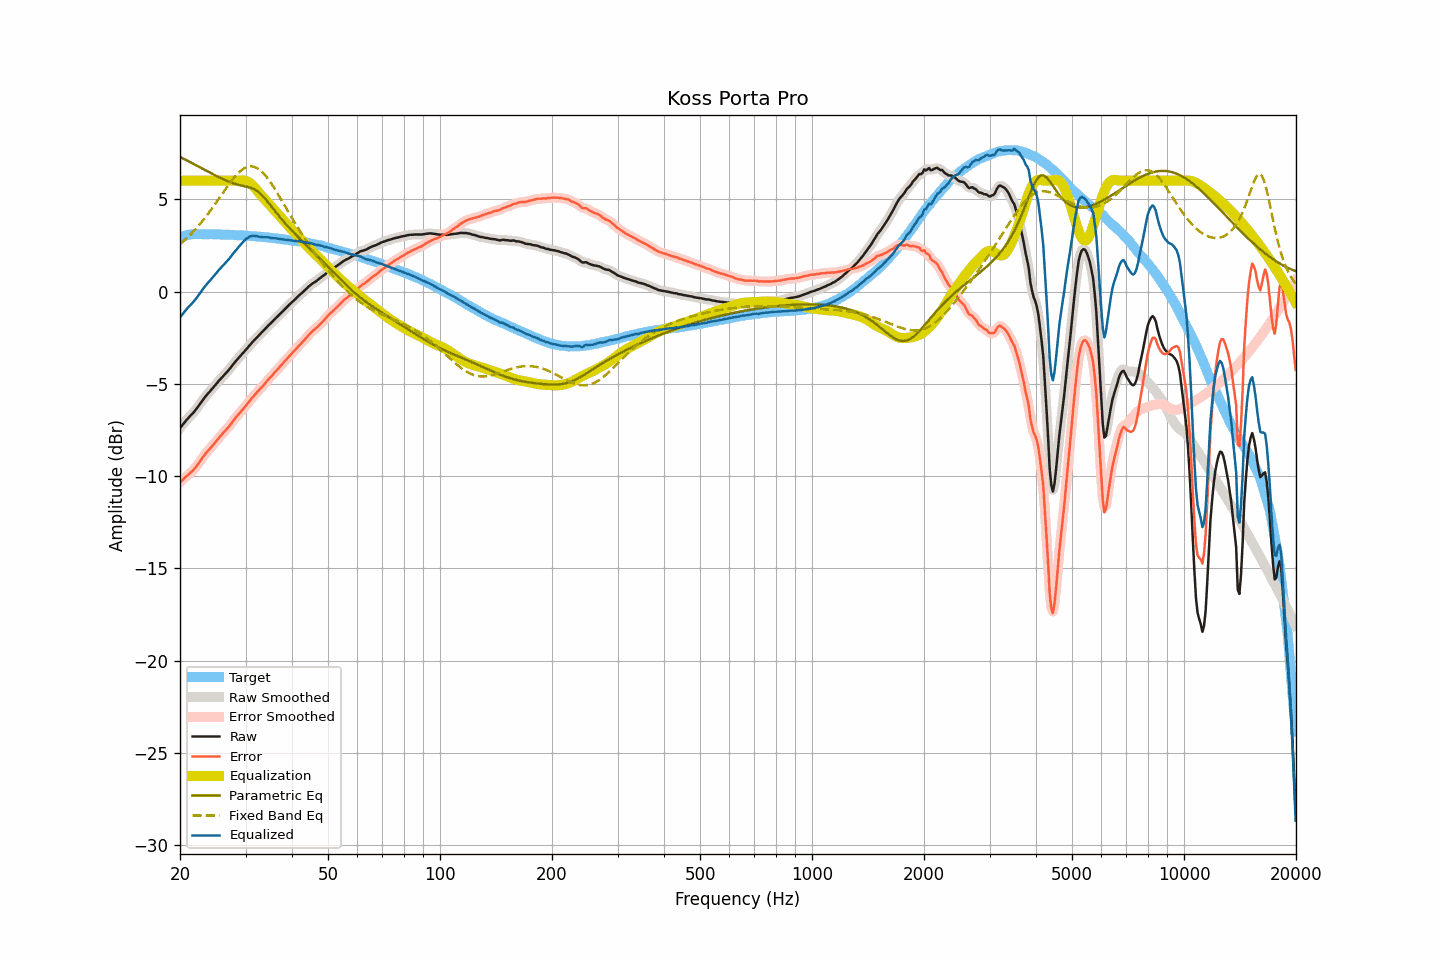 Koss Porta Pro
Amplitude (dBr)
5
0
−5
−10
−15
−20
−25
−30
Target
Raw Smoothed
Error Smoothed
Raw
Error
Equalization
Parametric Eq
Fixed Band Eq
Equalized
20 50 100 200 500 1000 2000 5000 10000 20000
Frequency (Hz)